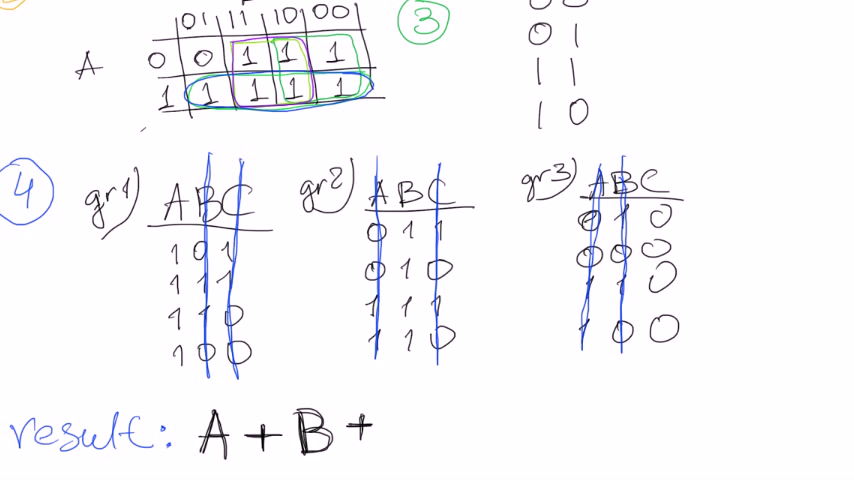 01 11 10 00
A 0 0 1 1 1
1 1 1 1 1
3
0 1
1 1
1 0
4
gr1) A B C
1 0 1
1 1 1
1 1 0
1 0 0
gr2) A B C
0 1 1
0 1 0
1 1 1
1 1 0
gr3) A B C
0 1 0
0 0 0
1 1 0
1 0 0
result: A + B +